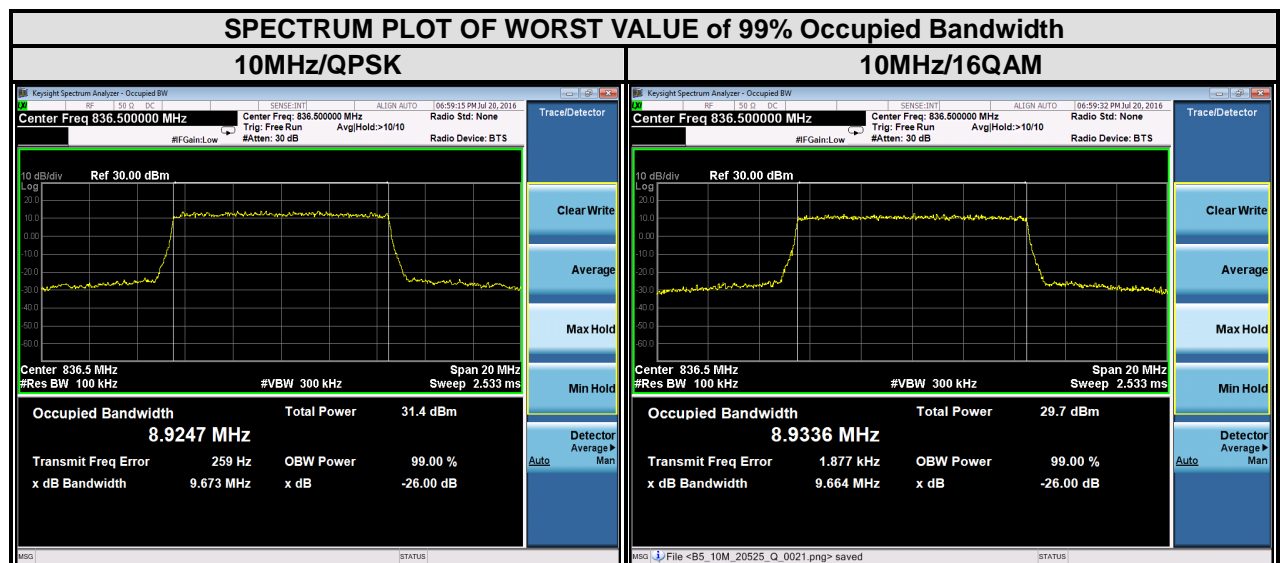 SPECTRUM PLOT OF WORST VALUE of 99% Occupied Bandwidth
10MHz/QPSK
Keysight Spectrum Analyzer - Occupied BW
LXI RF 50 Ω DC SENSE:INT ALIGN AUTO 06:59:15 PM Jul 20, 2016
Center Freq 836.500000 MHz
Center Freq: 836.500000 MHz
Radio Std: None
Trig: Free Run Avg|Hold:>10/10
#IFGain:Low #Atten: 30 dB Radio Device: BTS
10 dB/div Ref 30.00 dBm
Log
20.0
10.0
0.00
-10.0
-20.0
-30.0
-40.0
-50.0
-60.0
Center 836.5 MHz Span 20 MHz
#Res BW 100 kHz #VBW 300 kHz Sweep 2.533 ms
Occupied Bandwidth Total Power 31.4 dBm
8.9247 MHz
Transmit Freq Error 259 Hz OBW Power 99.00 %
x dB Bandwidth 9.673 MHz x dB -26.00 dB
MSG STATUS
Trace/Detector
Clear Write
Average
Max Hold
Min Hold
Detector
Average
Auto Man
10MHz/16QAM
Keysight Spectrum Analyzer - Occupied BW
LXI RF 50 Ω DC SENSE:INT ALIGN AUTO 06:59:32 PM Jul 20, 2016
Center Freq 836.500000 MHz
Center Freq: 836.500000 MHz
Radio Std: None
Trig: Free Run Avg|Hold:>10/10
#IFGain:Low #Atten: 30 dB Radio Device: BTS
10 dB/div Ref 30.00 dBm
Log
20.0
10.0
0.00
-10.0
-20.0
-30.0
-40.0
-50.0
-60.0
Center 836.5 MHz Span 20 MHz
#Res BW 100 kHz #VBW 300 kHz Sweep 2.533 ms
Occupied Bandwidth Total Power 29.7 dBm
8.9336 MHz
Transmit Freq Error 1.877 kHz OBW Power 99.00 %
x dB Bandwidth 9.664 MHz x dB -26.00 dB
MSG File <B5_10M_20525_Q_0021.png> saved STATUS
Trace/Detector
Clear Write
Average
Max Hold
Min Hold
Detector
Average
Auto Man